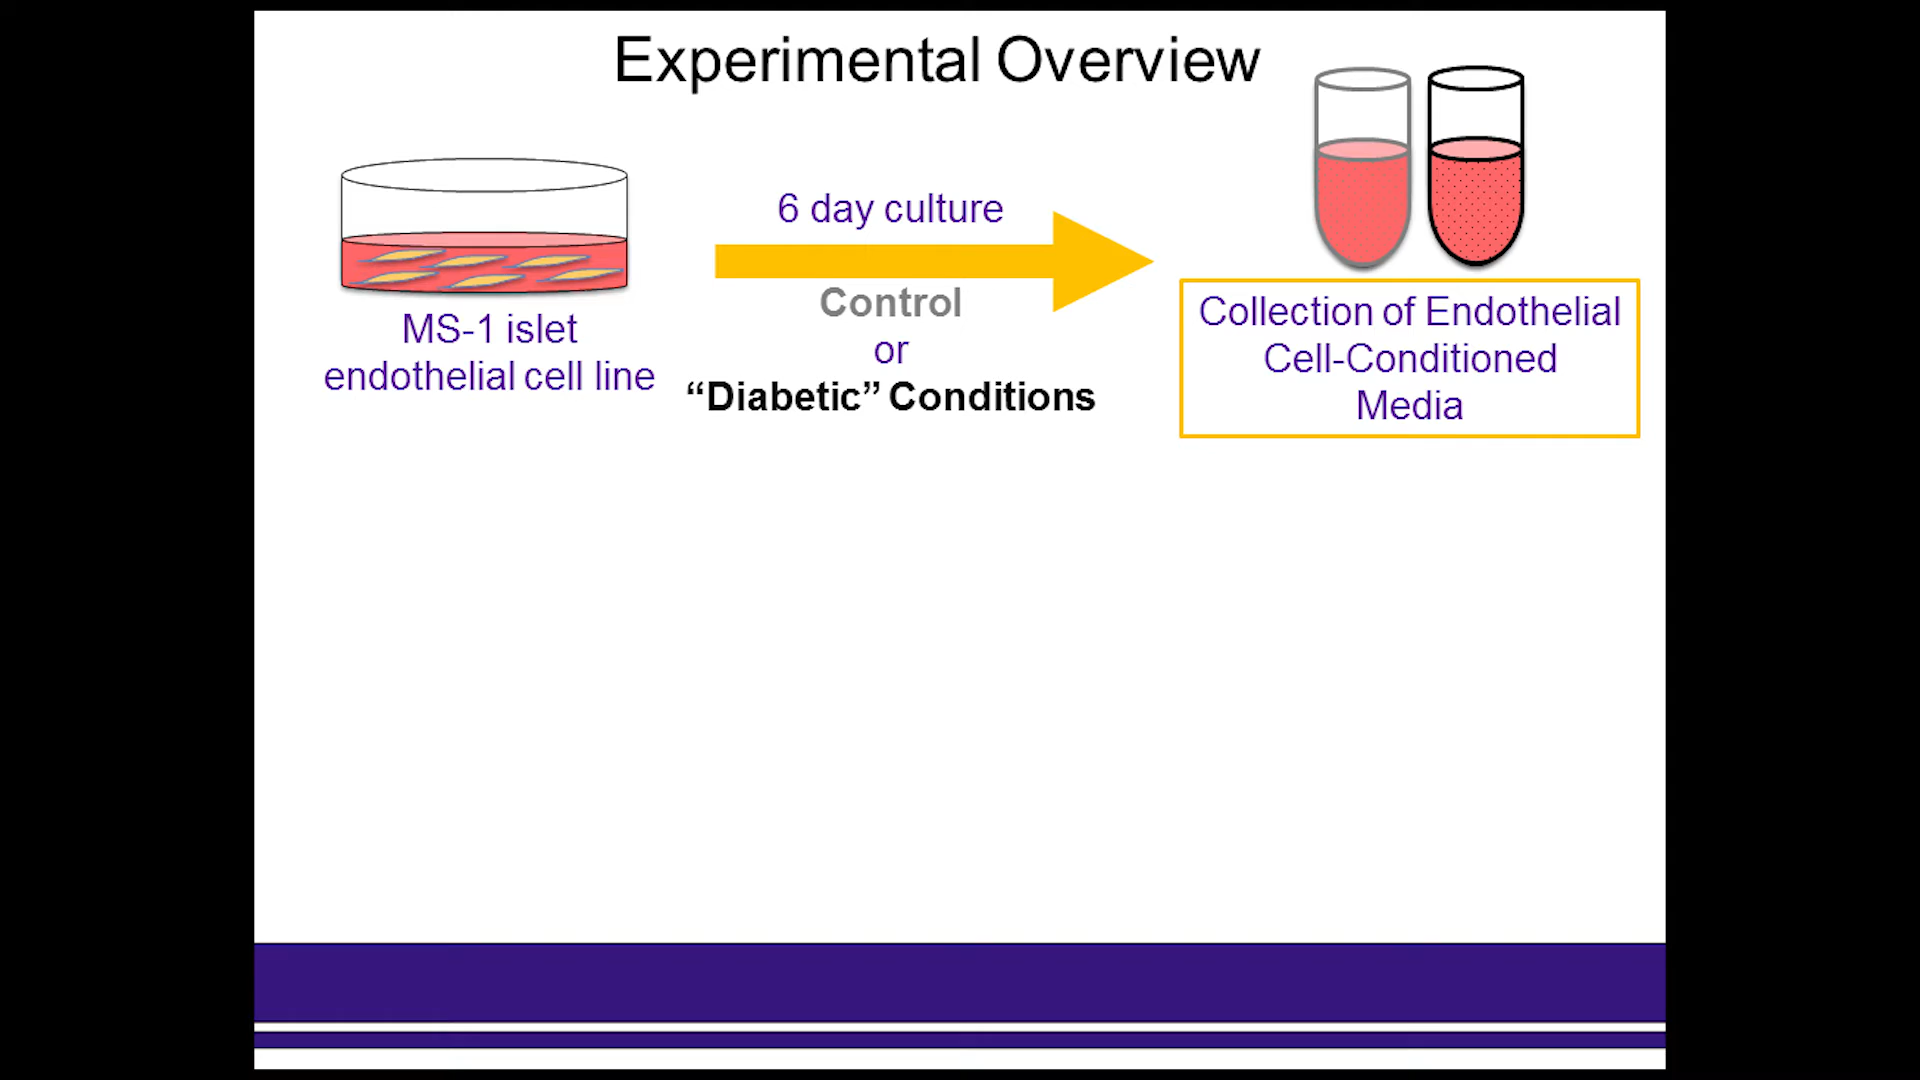 Experimental Overview
6 day culture
Control
or
“Diabetic” Conditions
MS-1 islet
endothelial cell line
Collection of Endothelial
Cell-Conditioned
Media